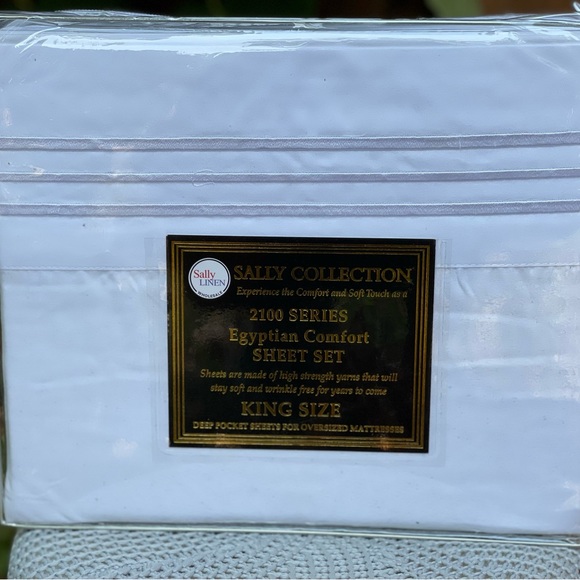 Sally
LINEN
WHOLESALE
SALLY COLLECTION
Experience the Comfort and Soft Touch as a
2100 SERIES
Egyptian Comfort
SHEET SET
Sheets are made of high strength yarns that will
stay soft and wrinkle free for years to come
KING SIZE
DEEP POCKET SHEETS FOR OVERSIZED MATTRESSES